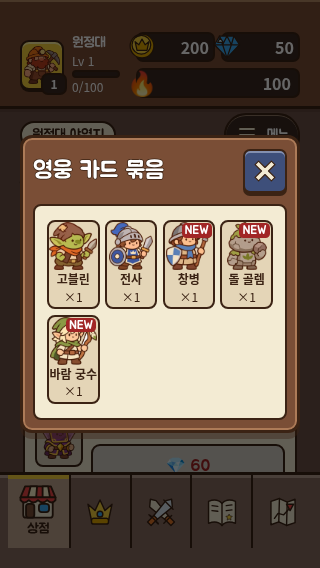 원정대
Lv 1
0/100
1
200
50
100
원정대 야영지
메뉴
영웅 카드 묶음
고블린
×1
전사
×1
NEW
창병
×1
NEW
돌 골렘
×1
NEW
바람 궁수
×1
60
상점